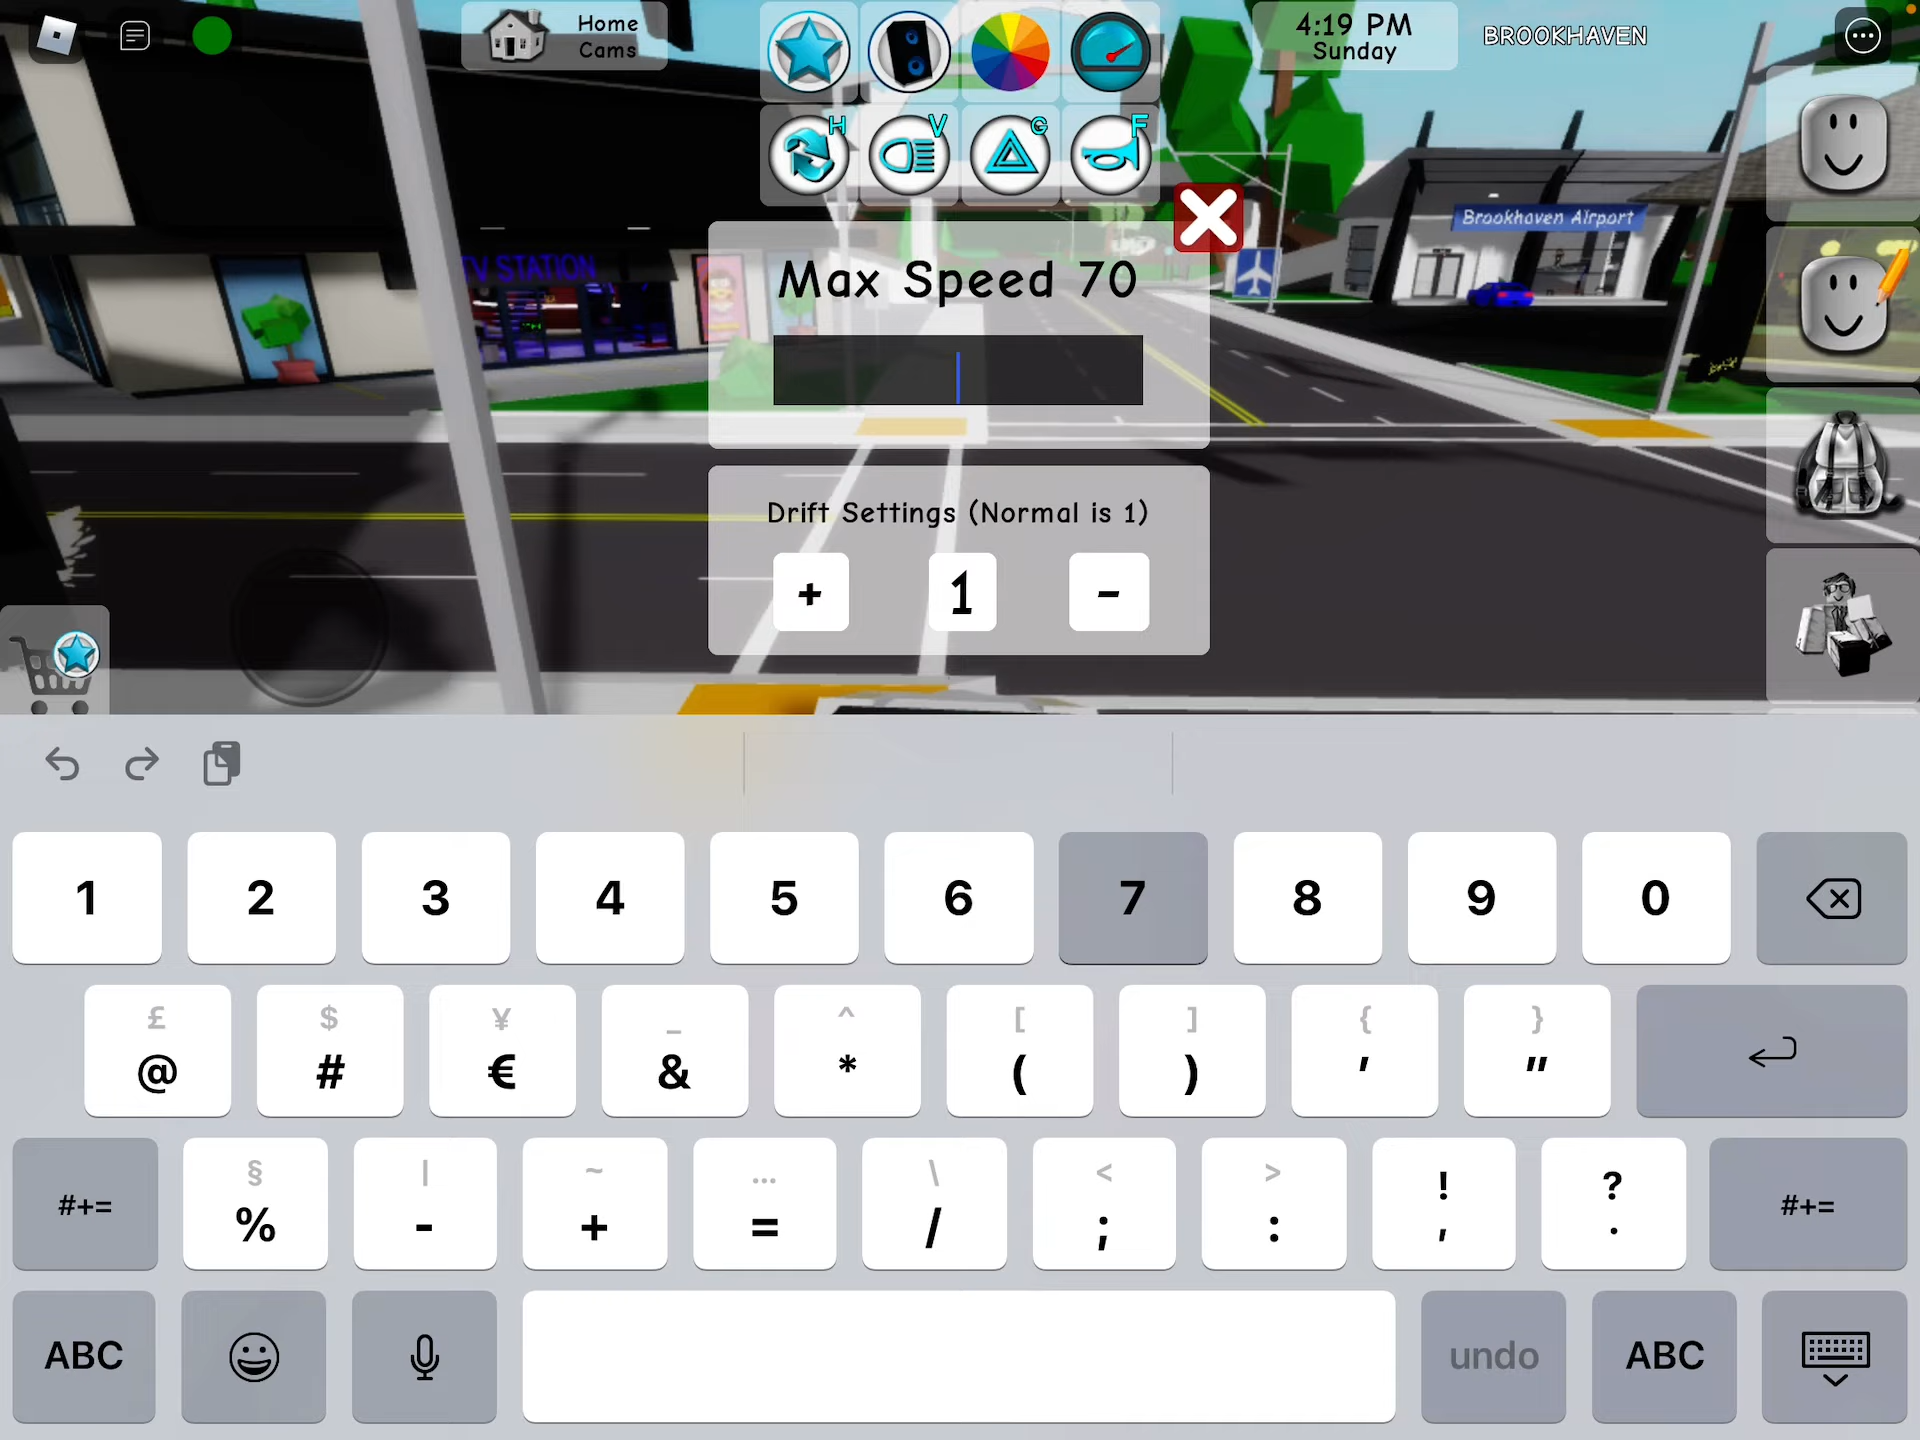 Home
Cams
4:19 PM
Sunday
BROOKHAVEN
H
V
G
F
TV STATION
Brookhaven Airport
Max Speed 70
Drift Settings (Normal is 1)
+ 1 -
1 2 3 4 5 6 7 8 9 0
£ $ ¥ _ ^ [ ] { }
@ # € & * ( ) ' "
§ | ~ … \ < > ! ?
#+= % - + = / ; : , . #+=
ABC undo ABC